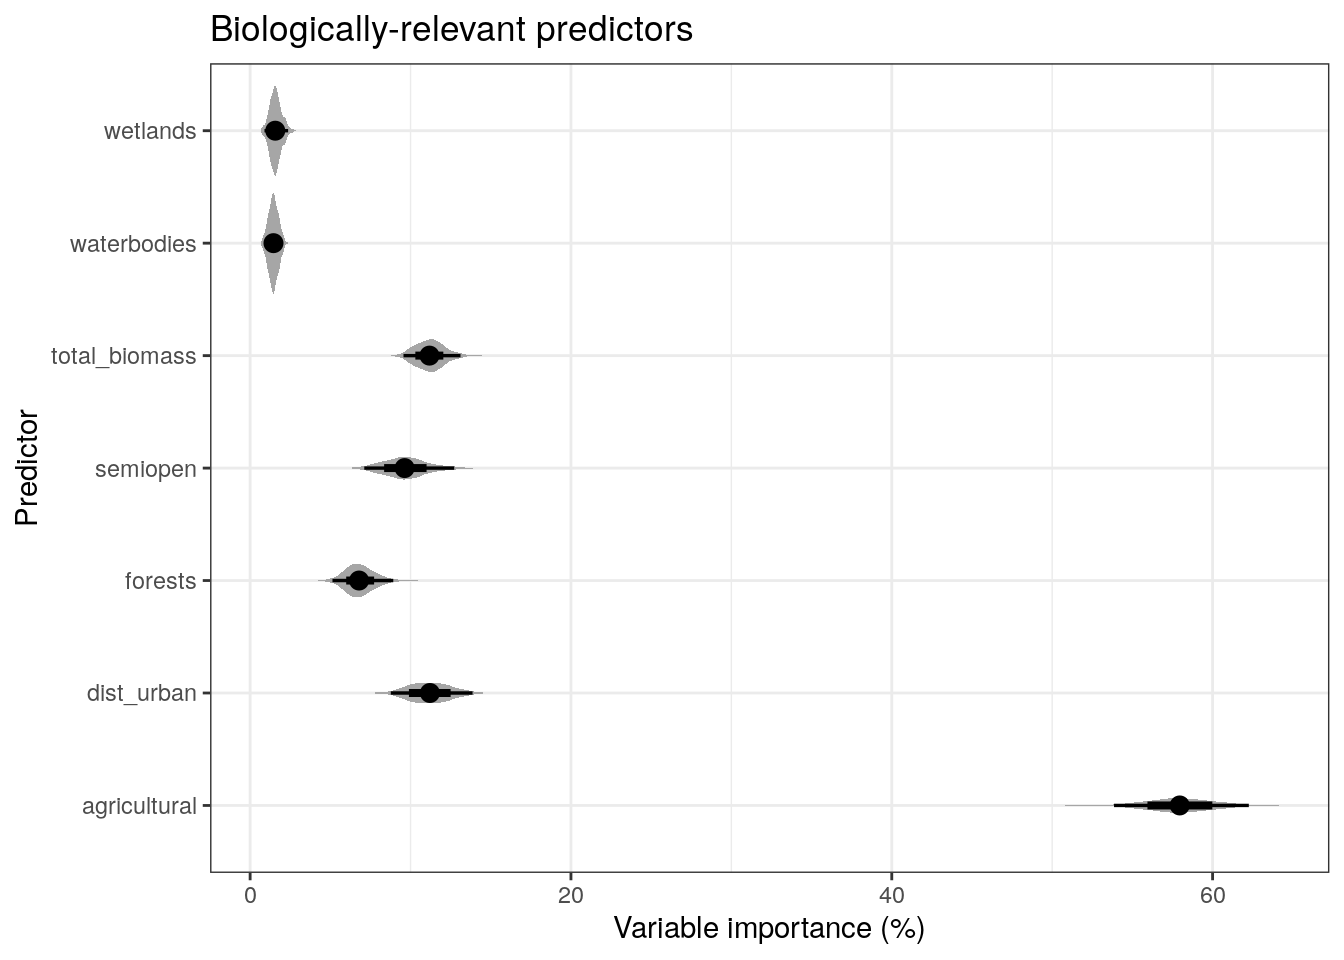 Biologically-relevant predictors
wetlands
waterbodies
total_biomass
semiopen
forests
dist_urban
agricultural
Predictor
0 20 40 60
Variable importance (%)